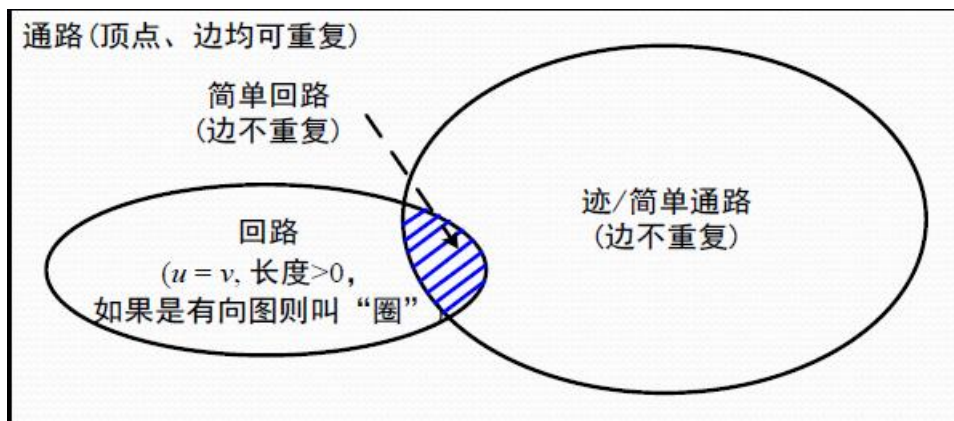 通路(顶点、边均可重复)
简单回路
(边不重复)
迹/简单通路
(边不重复)
回路
(u = v, 长度>0,
如果是有向图则叫“圈”)